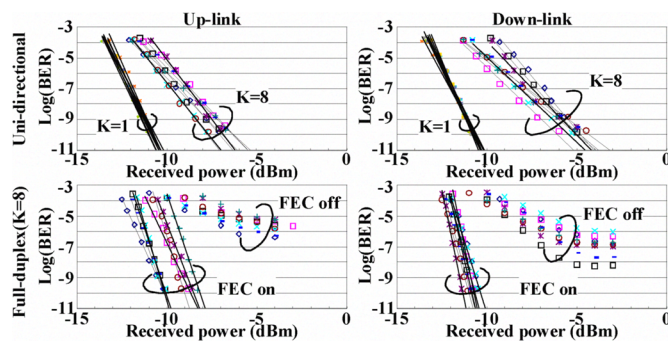 Up-link
Down-link
Uni-directional
Log(BER)
-3
-5
-7
-9
-11
K=1
K=8
-15
-10
-5
0
Received power (dBm)
Log(BER)
-3
-5
-7
-9
-11
K=1
K=8
-15
-10
-5
0
Received power (dBm)
Full-duplex(K=8)
Log(BER)
-3
-5
-7
-9
-11
FEC off
FEC on
-15
-10
-5
0
Received power (dBm)
Log(BER)
-3
-5
-7
-9
-11
FEC off
FEC on
-15
-10
-5
0
Received power (dBm)